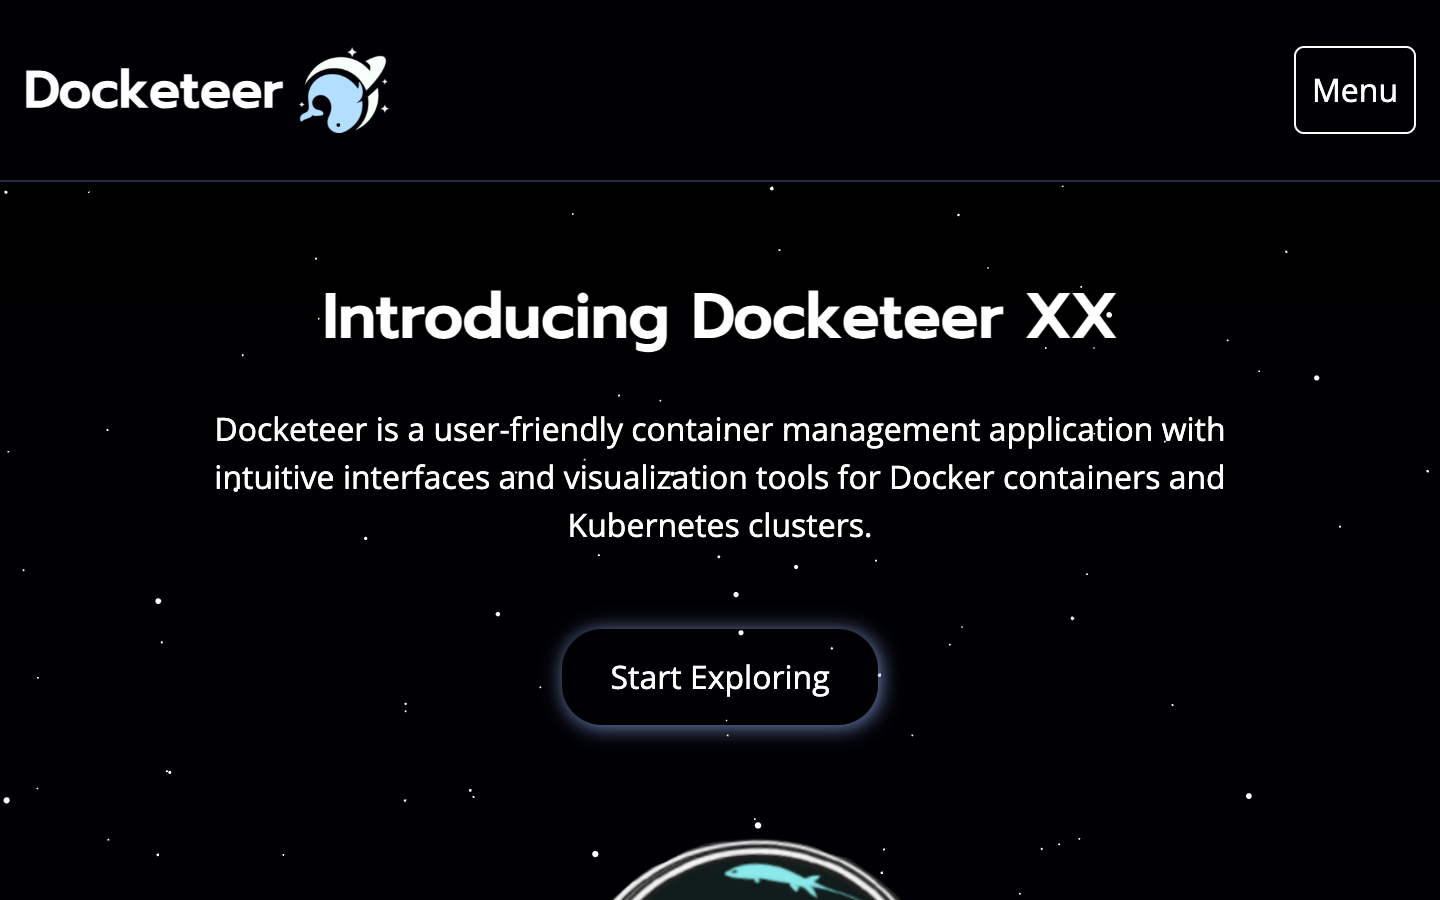 Docketeer
Menu
Introducing Docketeer XX
Docketeer is a user-friendly container management application with
intuitive interfaces and visualization tools for Docker containers and
Kubernetes clusters.
Start Exploring